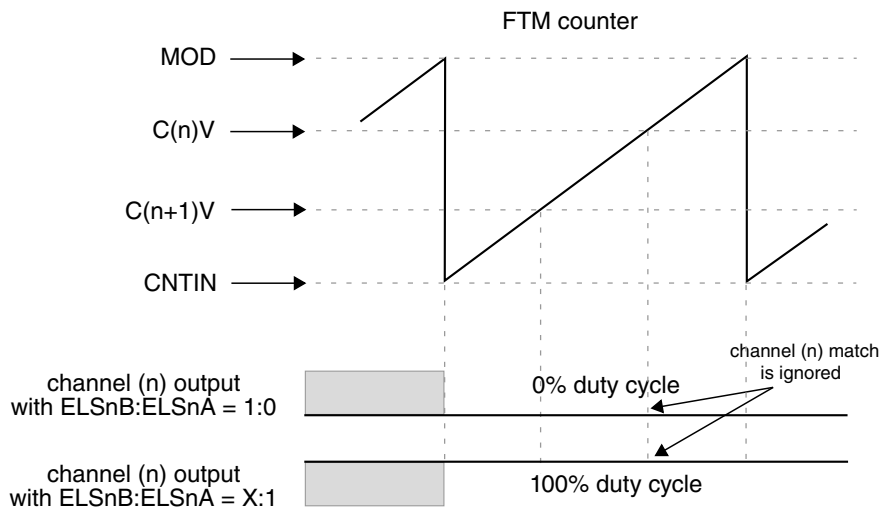 FTM counter
MOD
C(n)V
C(n+1)V
CNTIN
channel (n) match
is ignored
channel (n) output
with ELSnB:ELSnA = 1:0
0% duty cycle
channel (n) output
with ELSnB:ELSnA = X:1
100% duty cycle